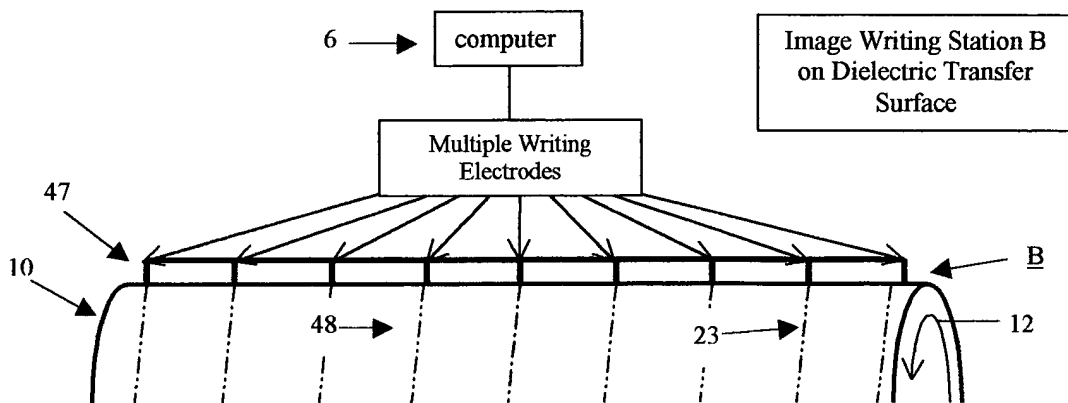 6
computer
Image Writing Station B
on Dielectric Transfer
Surface
Multiple Writing
Electrodes
47
10
B
48
23
12